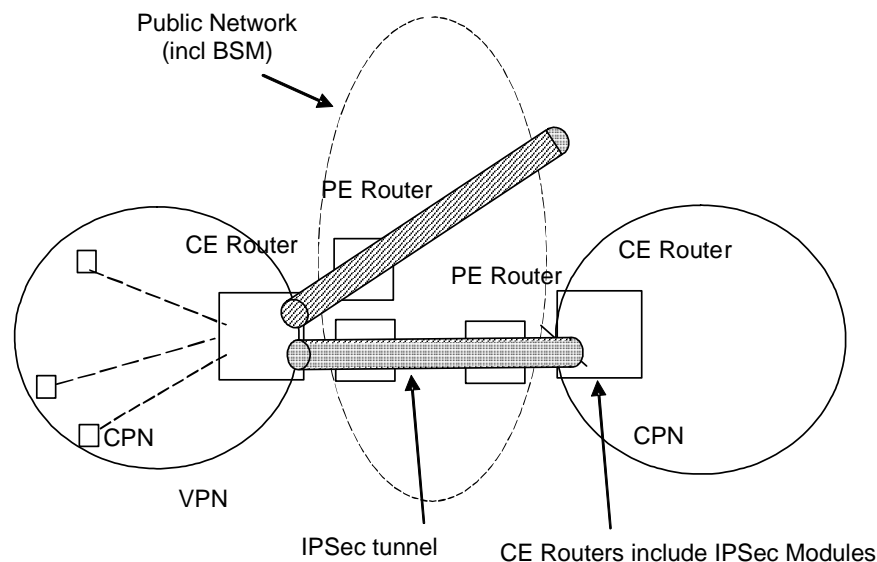 Public Network
(incl BSM)
PE Router
CE Router
CE Router
PE Router
CPN
CPN
VPN
IPSec tunnel
CE Routers include IPSec Modules